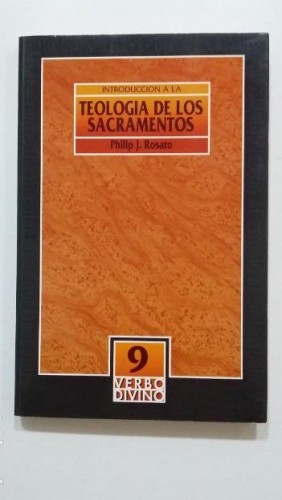 INTRODUCCION A LA
TEOLOGIA DE LOS
SACRAMENTOS
Philip J. Rosato
9
VERBO
DIVINO